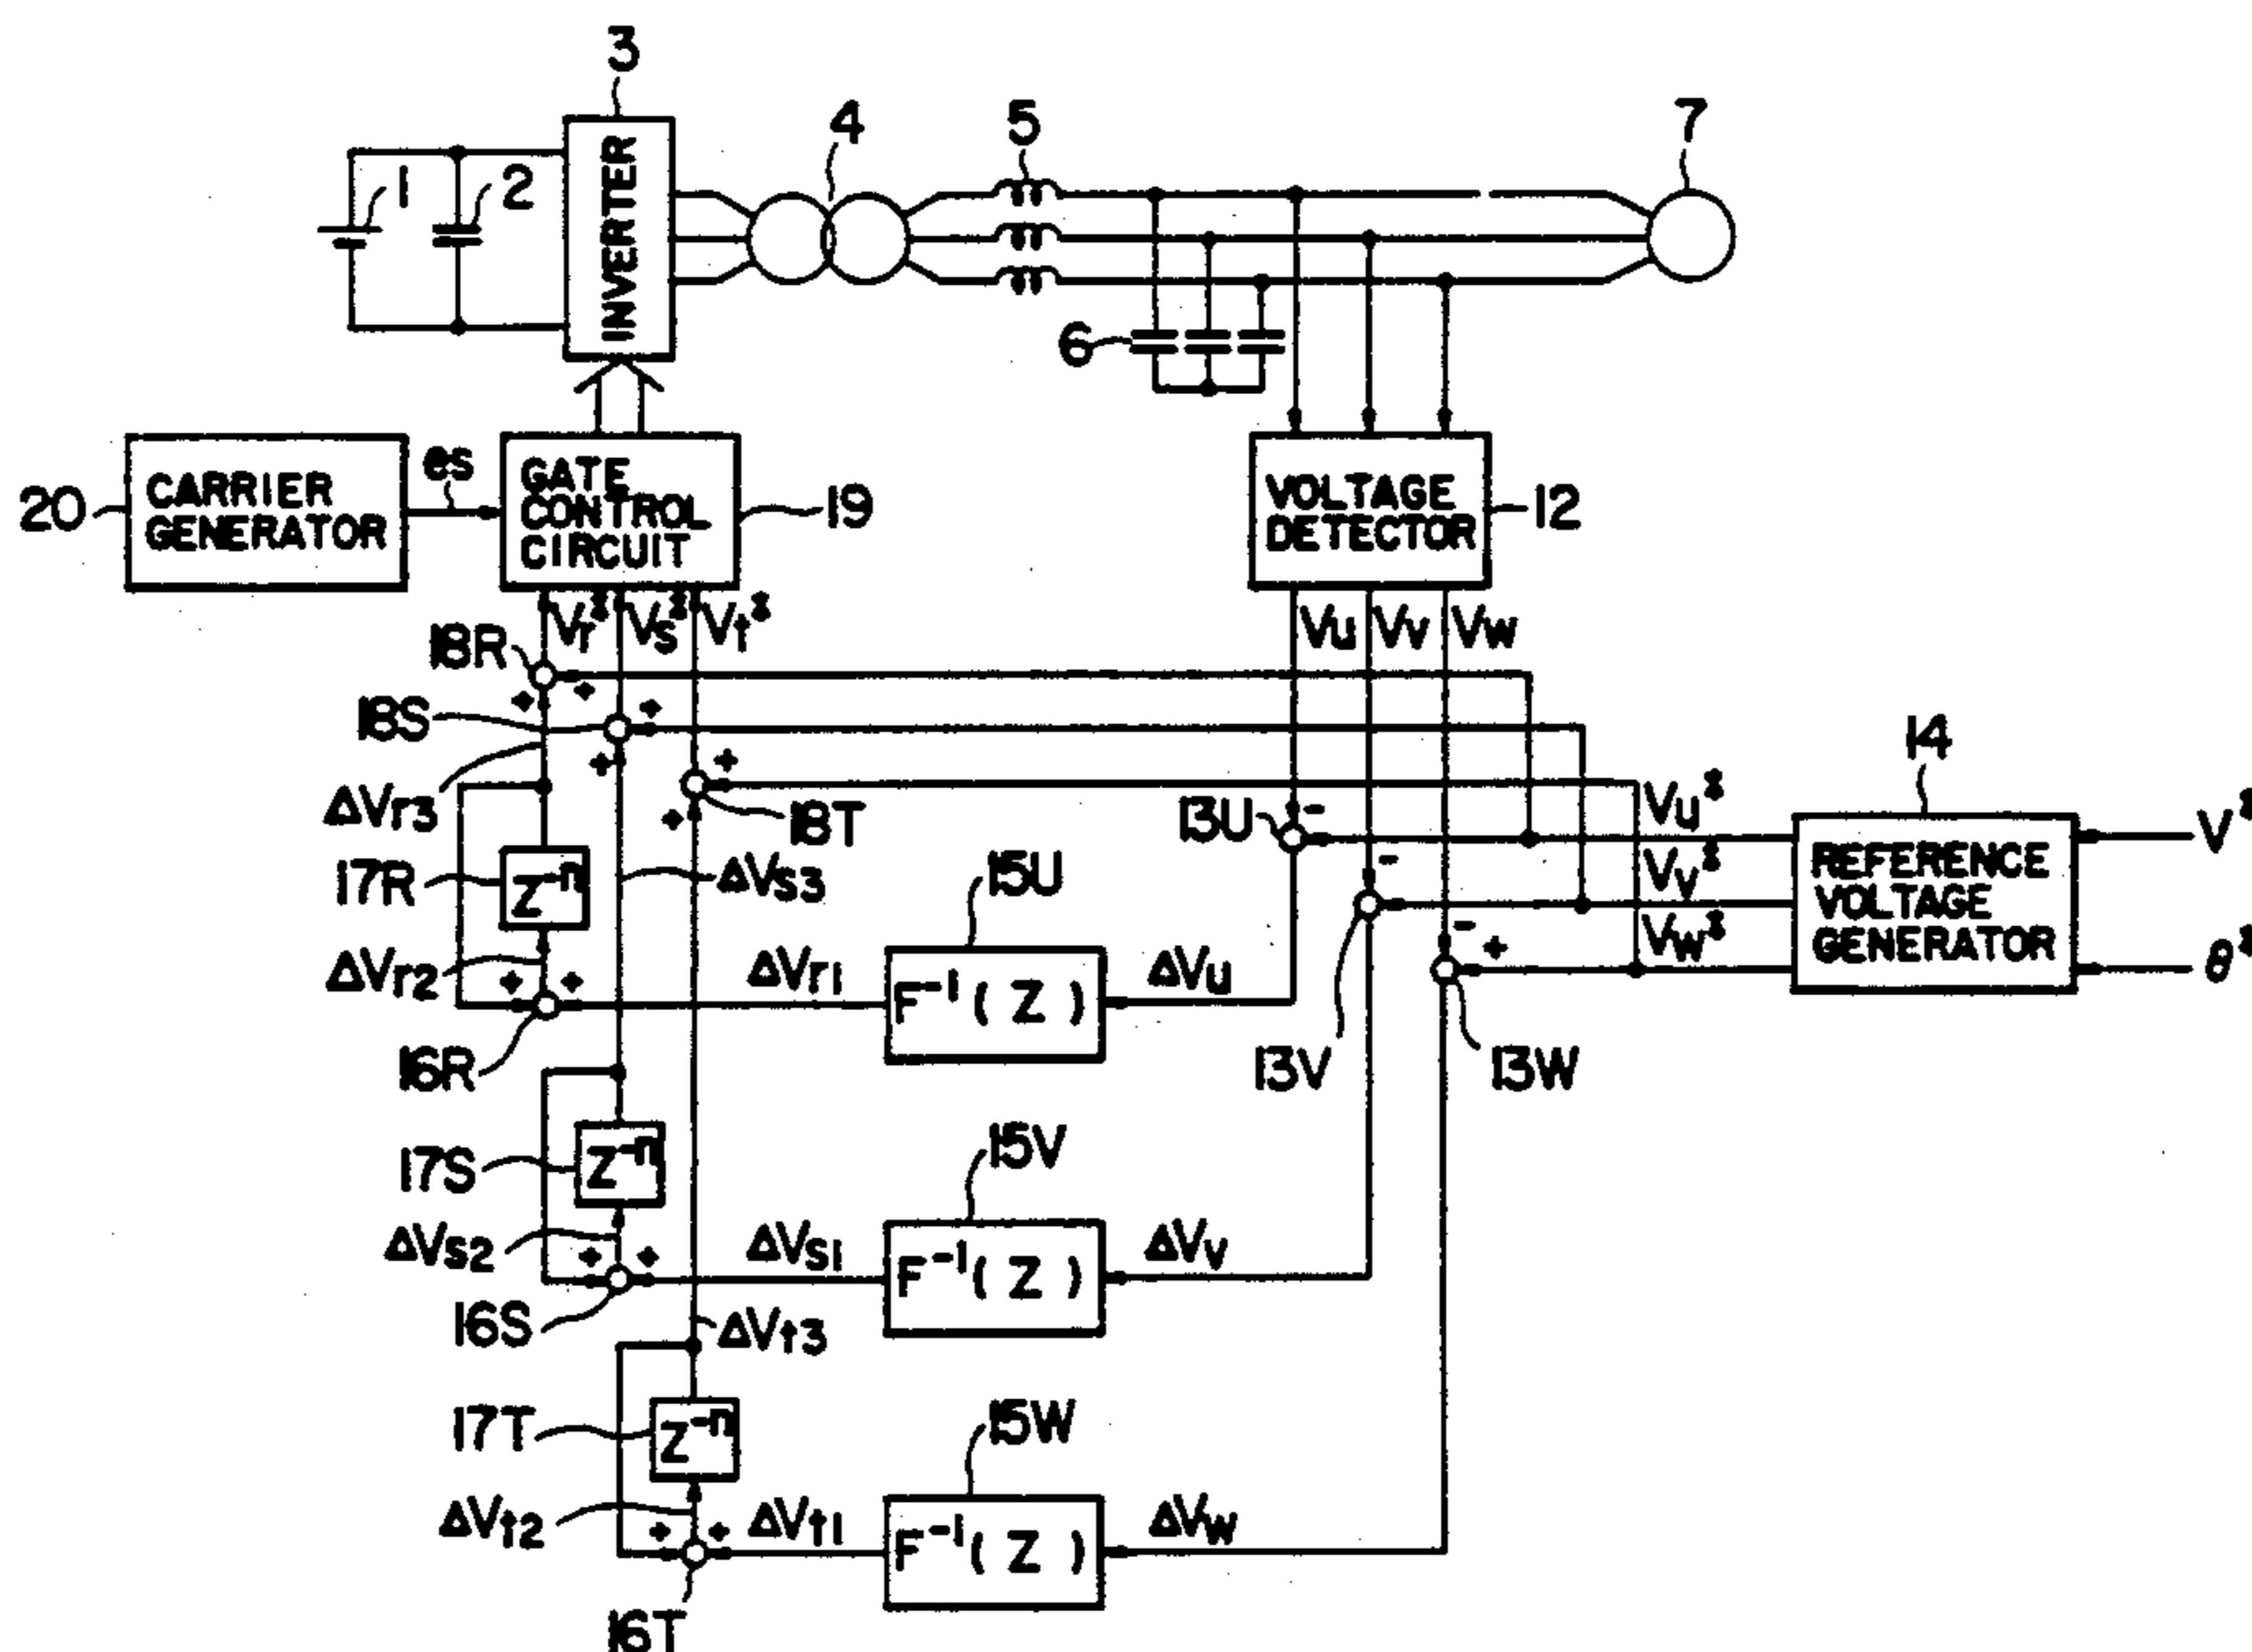 3
4
5
7
1
2
INVERTER
6
20
CARRIER
GENERATOR
es
GATE
CONTROL
CIRCUIT
19
VOLTAGE
DETECTOR
12
Vr* Vs* Vt*
Vu Vv Vw
18R
+ +
18S
+
+
14
ΔVr3
+
+
18T
13U
-
Vu*
V*
17R
Z⁻ⁿ
ΔVs3
15U
-
Vv*
REFERENCE
VOLTAGE
GENERATOR
ΔVr2
+ +
ΔVr1
F⁻¹(Z)
ΔVu
- +
Vw*
θ*
16R
13V
13W
17S
Z⁻ⁿ
15V
ΔVs2
+ +
ΔVs1
F⁻¹(Z)
ΔVv
16S
ΔVt3
17T
Z⁻ⁿ
15W
ΔVt2
+ +
ΔVt1
F⁻¹(Z)
ΔVw
16T